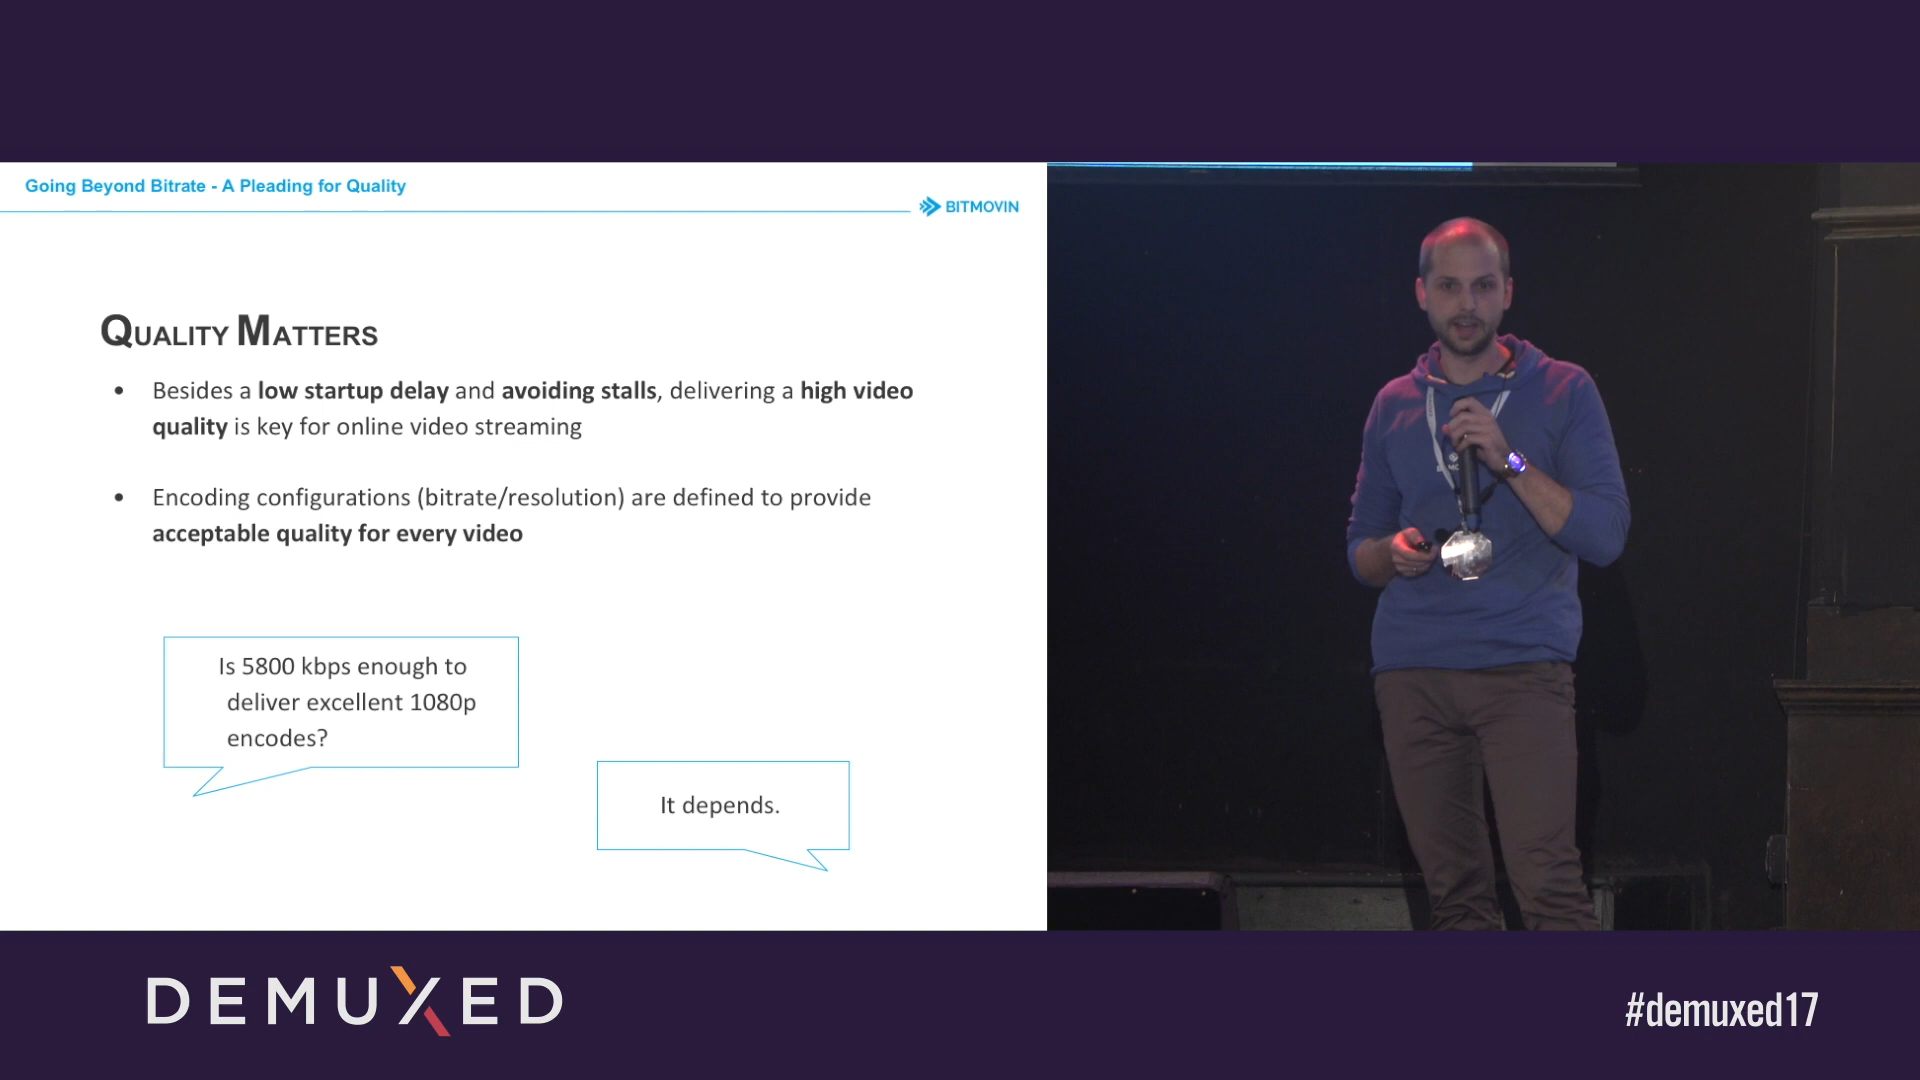 Going Beyond Bitrate - A Pleading for Quality
BITMOVIN
QUALITY MATTERS
• Besides a low startup delay and avoiding stalls, delivering a high video
quality is key for online video streaming
• Encoding configurations (bitrate/resolution) are defined to provide
acceptable quality for every video
Is 5800 kbps enough to
deliver excellent 1080p
encodes?
It depends.
DEMUXED
#demuxed17